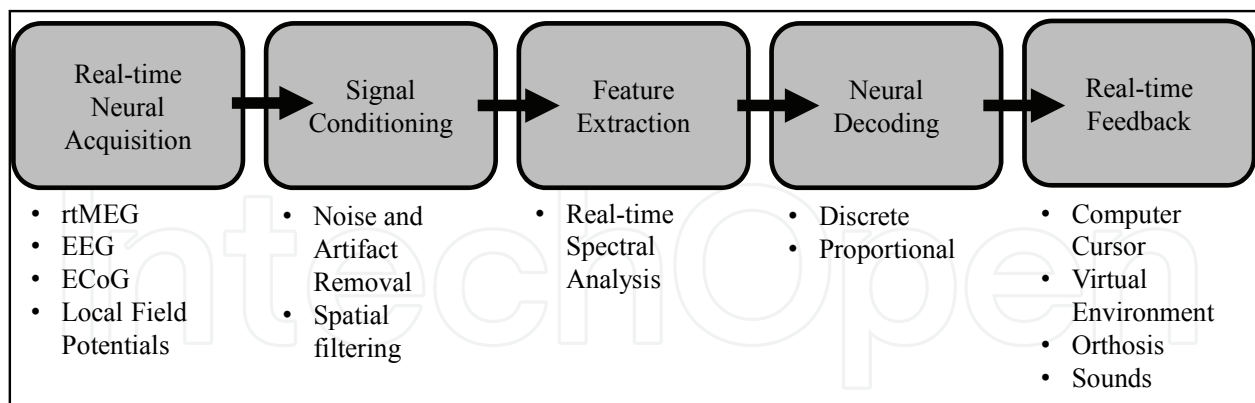 Real-time
Neural
Acquisition
Signal
Conditioning
Feature
Extraction
Neural
Decoding
Real-time
Feedback
• rtMEG
• EEG
• ECoG
• Local Field
Potentials
• Noise and
Artifact
Removal
• Spatial
filtering
• Real-time
Spectral
Analysis
• Discrete
• Proportional
• Computer
Cursor
• Virtual
Environment
• Orthosis
• Sounds
IntechOpen